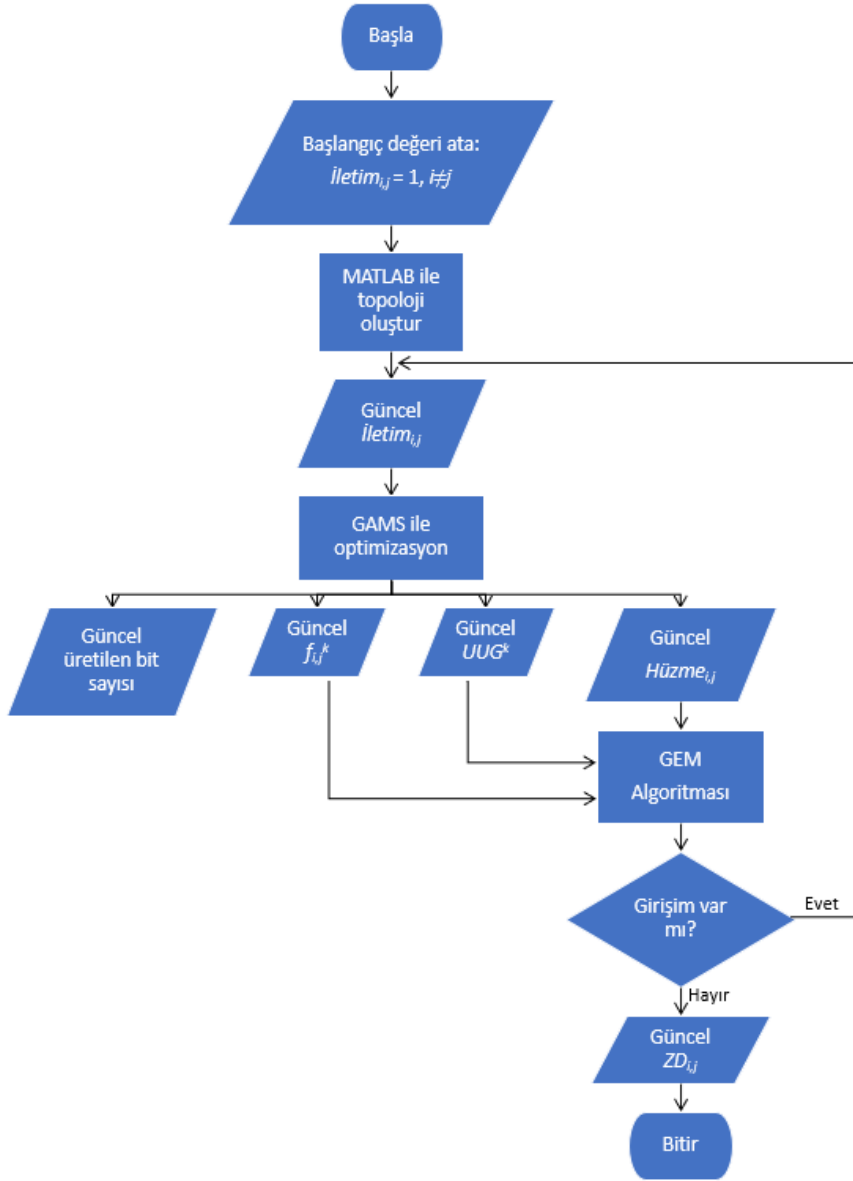 Başla
Başlangıç değeri ata:
İletimi,j = 1, i≠j
MATLAB ile
topoloji
oluştur
Güncel
İletimi,j
GAMS ile
optimizasyon
Güncel
üretilen bit
sayısı
Güncel
fi,jk
Güncel
UUGk
Güncel
Hüzmei,j
GEM
Algoritması
Girişim var
mı?
Evet
Hayır
Güncel
ZDi,j
Bitir